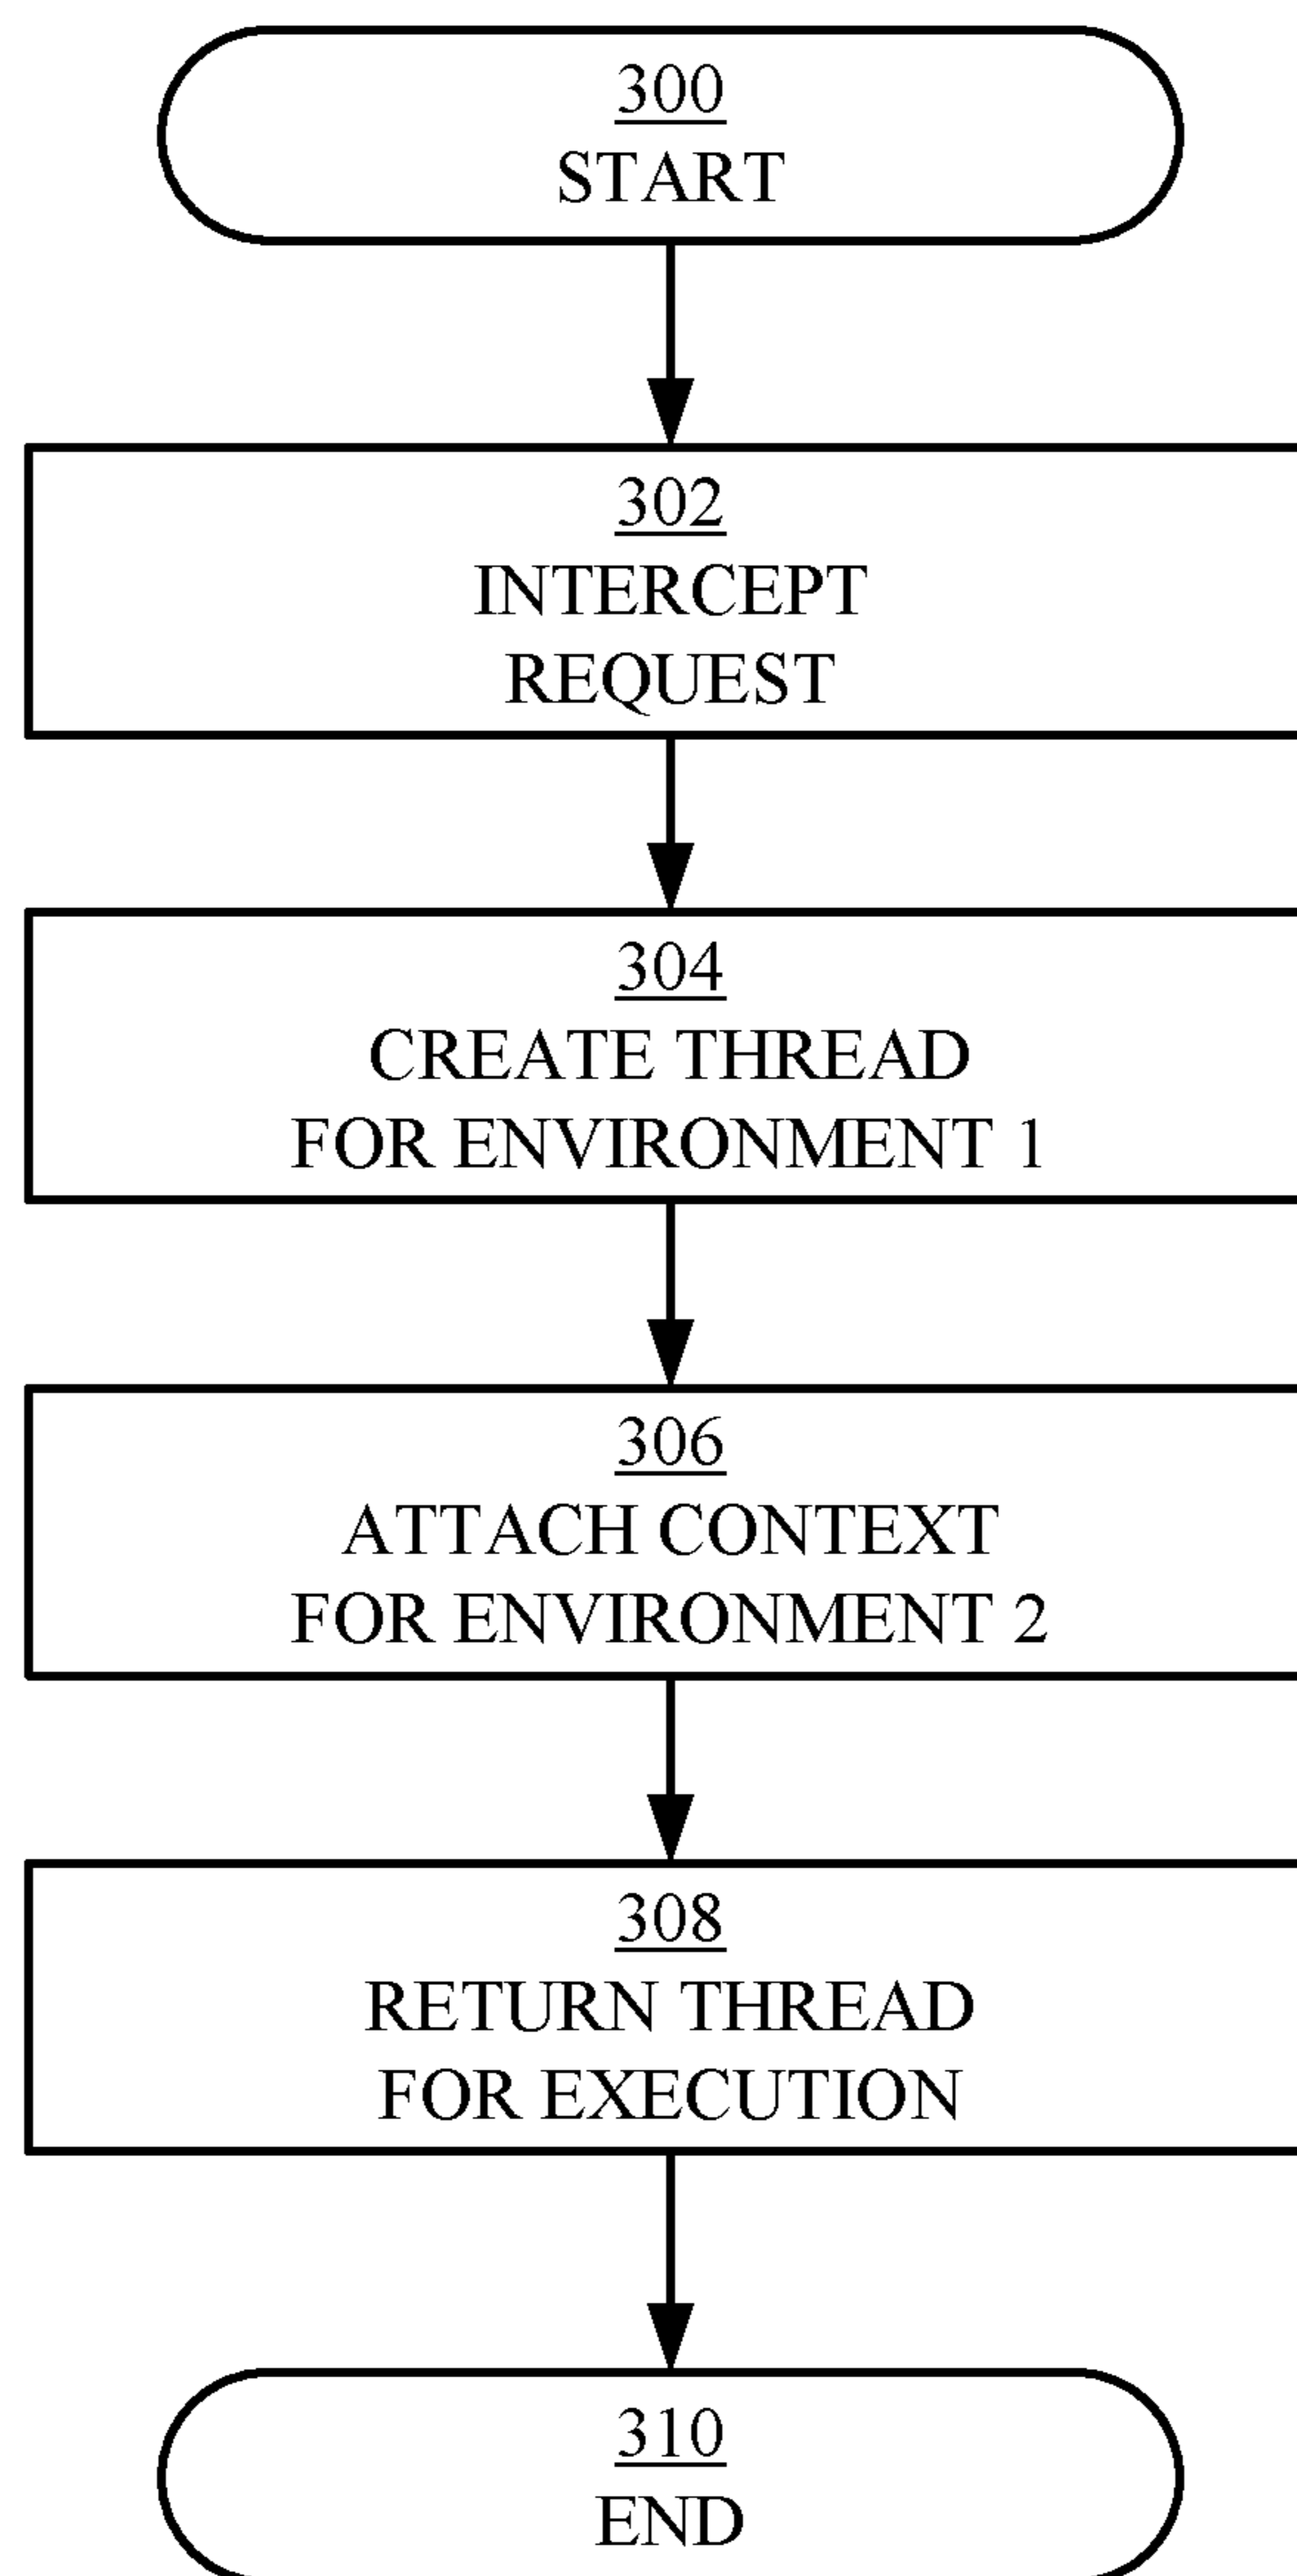 300
START
302
INTERCEPT
REQUEST
304
CREATE THREAD
FOR ENVIRONMENT 1
306
ATTACH CONTEXT
FOR ENVIRONMENT 2
308
RETURN THREAD
FOR EXECUTION
310
END